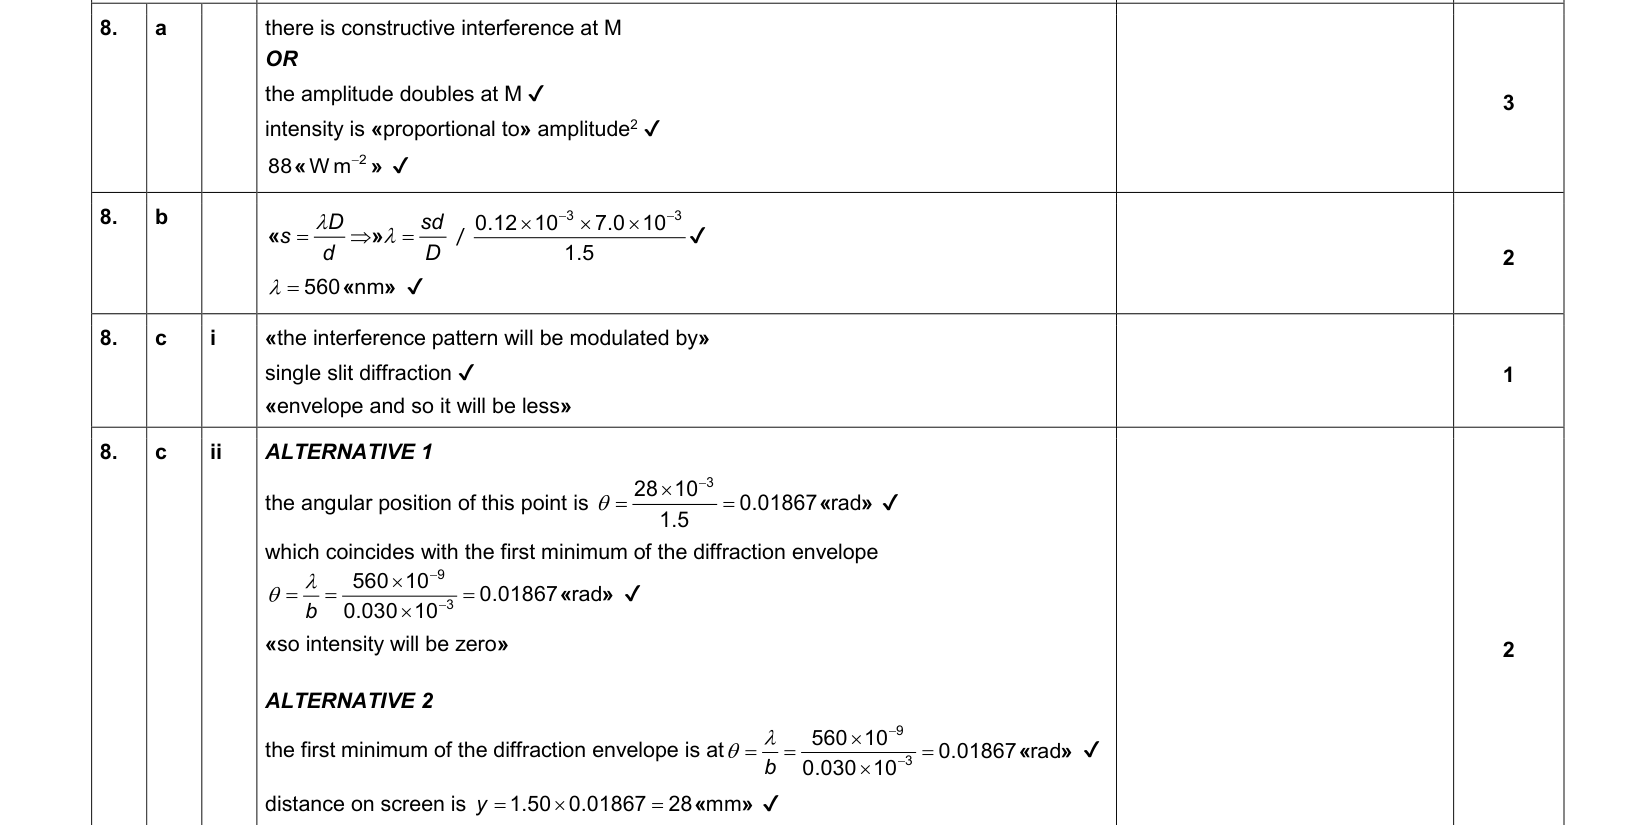 8. a there is constructive interference at M
OR
the amplitude doubles at M ✓
intensity is «proportional to» amplitude² ✓
88 « W m⁻² » ✓
3
8. b «s = λD/d ⇒» λ = sd/D / (0.12 × 10⁻³ × 7.0 × 10⁻³)/1.5 ✓
λ = 560 «nm» ✓
2
8. c i «the interference pattern will be modulated by»
single slit diffraction ✓
«envelope and so it will be less»
1
8. c ii ALTERNATIVE 1
the angular position of this point is θ = (28 × 10⁻³)/1.5 = 0.01867 «rad» ✓
which coincides with the first minimum of the diffraction envelope
θ = λ/b = (560 × 10⁻⁹)/(0.030 × 10⁻³) = 0.01867 «rad» ✓
«so intensity will be zero»
2
ALTERNATIVE 2
the first minimum of the diffraction envelope is at θ = λ/b = (560 × 10⁻⁹)/(0.030 × 10⁻³) = 0.01867 «rad» ✓
distance on screen is y = 1.50 × 0.01867 = 28 «mm» ✓